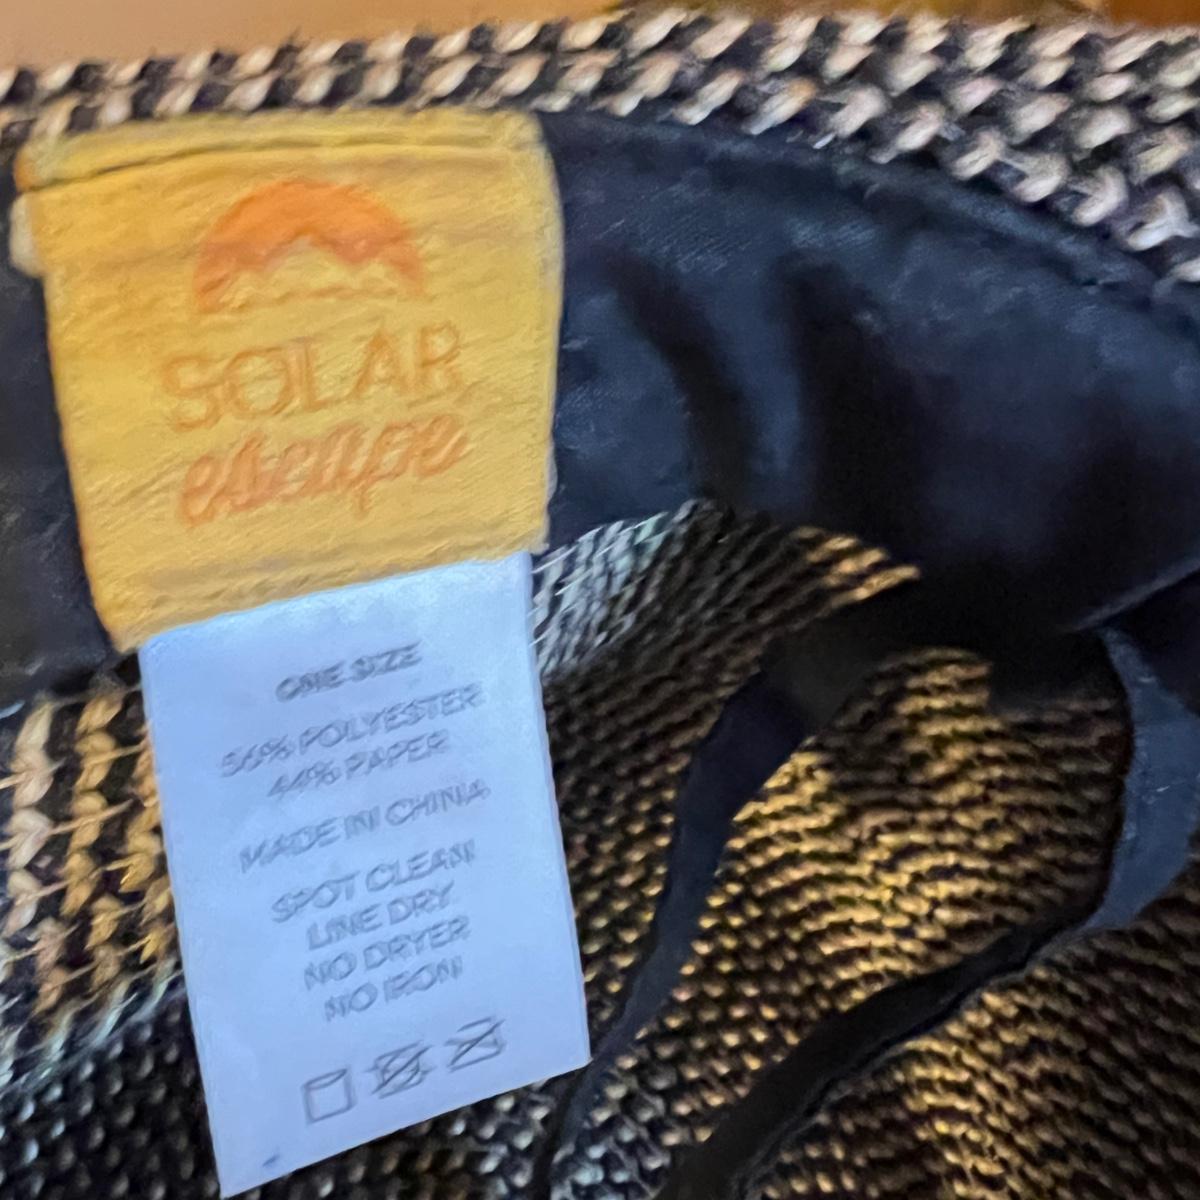 SOLAR
escape
ONE SIZE
56% POLYESTER
44% PAPER
MADE IN CHINA
SPOT CLEAN
LINE DRY
NO DRYER
NO IRON